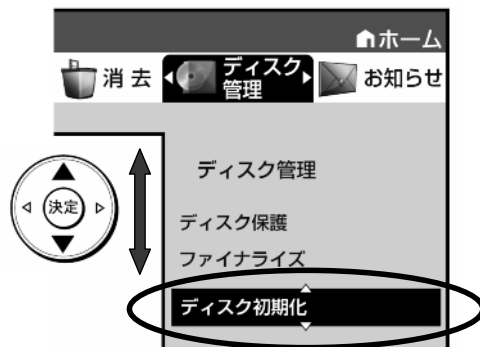 ホーム
消去
ディスク
管理
お知らせ
ディスク管理
決定
ディスク保護
ファイナライズ
ディスク初期化